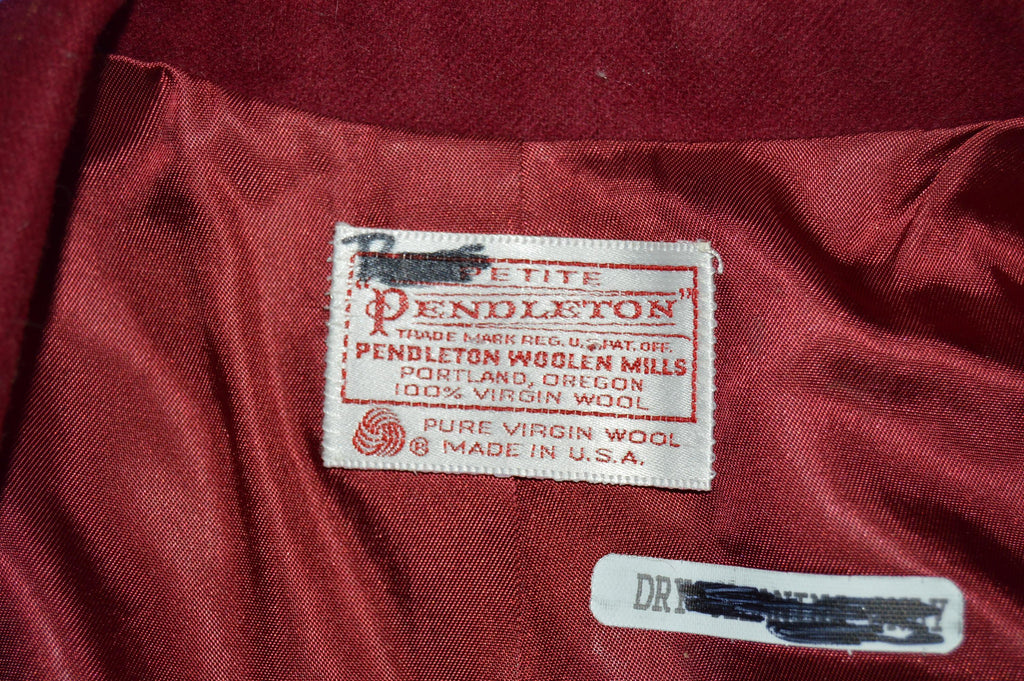 PETITE
"PENDLETON"
TRADE MARK REG. U.S. PAT. OFF.
PENDLETON WOOLEN MILLS
PORTLAND, OREGON
100% VIRGIN WOOL
PURE VIRGIN WOOL
® MADE IN U.S.A.
DRY